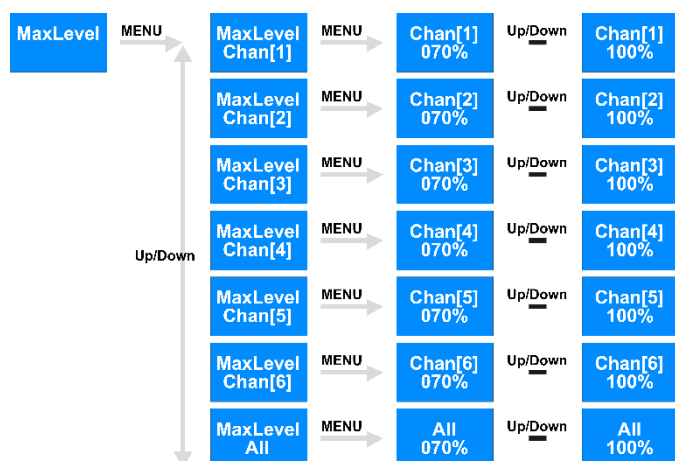 MaxLevel MENU MaxLevel MENU Chan[1] Up/Down Chan[1]
Chan[1] 070% 100%
MaxLevel MENU Chan[2] Up/Down Chan[2]
Chan[2] 070% 100%
MaxLevel MENU Chan[3] Up/Down Chan[3]
Chan[3] 070% 100%
MaxLevel MENU Chan[4] Up/Down Chan[4]
Chan[4] 070% 100%
Up/Down
MaxLevel MENU Chan[5] Up/Down Chan[5]
Chan[5] 070% 100%
MaxLevel MENU Chan[6] Up/Down Chan[6]
Chan[6] 070% 100%
MaxLevel MENU All Up/Down All
All 070% 100%